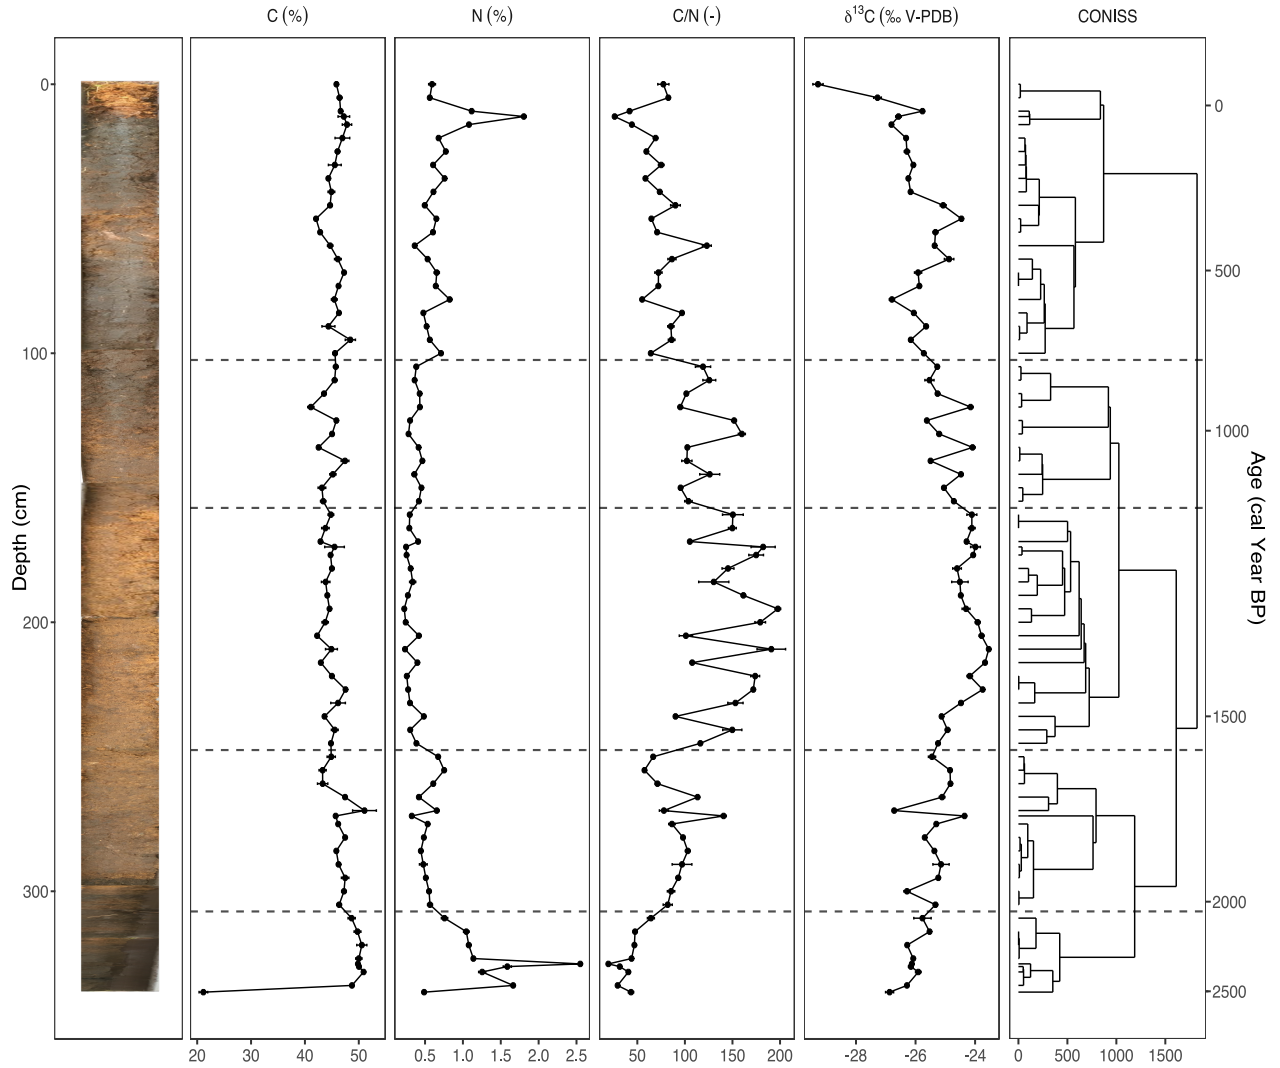 C (%) N (%) C/N (-) δ¹³C (‰ V-PDB) CONISS
0
100
200
300
Depth (cm)
20 30 40 50
0.5 1.0 1.5 2.0 2.5
50 100 150 200
-28 -26 -24
0 500 1000 1500
0
500
1000
1500
2000
2500
Age (cal Year BP)